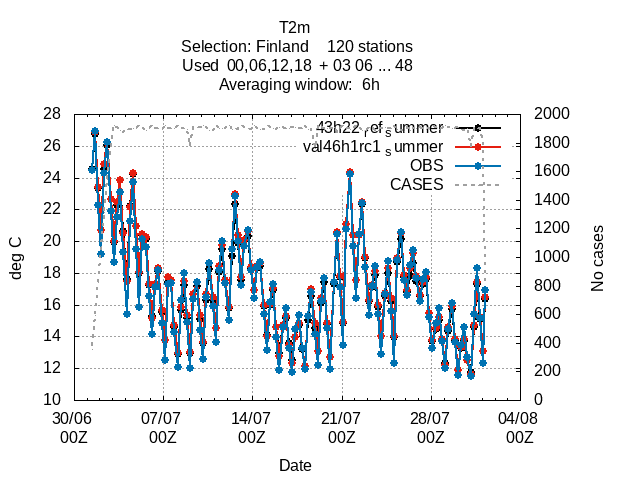 T2m
Selection: Finland 120 stations
Used 00,06,12,18 + 03 06 ... 48
Averaging window: 6h
28 2000
43h22_ref_summer
26 1800
val46h1rc1_summer
OBS
24 1600
CASES
22 1400
20 1200
deg C
No cases
1000
18
800
16
600
14
400
12 200
10 0
30/06 07/07 14/07 21/07 28/07 04/08
00Z 00Z 00Z 00Z 00Z 00Z
Date